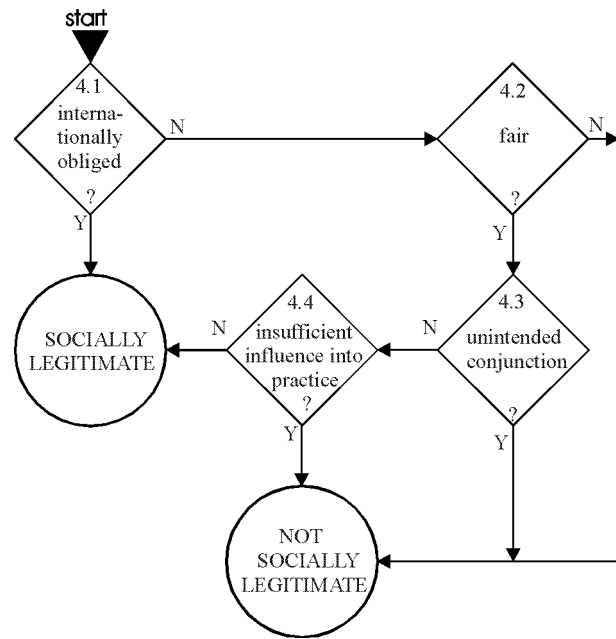 start
4.1
interna-
tionally
obliged
?
N
Y
4.2
fair
?
N
Y
4.3
unintended
conjunction
?
N
Y
4.4
insufficient
influence into
practice
?
N
Y
SOCIALLY
LEGITIMATE
NOT
SOCIALLY
LEGITIMATE